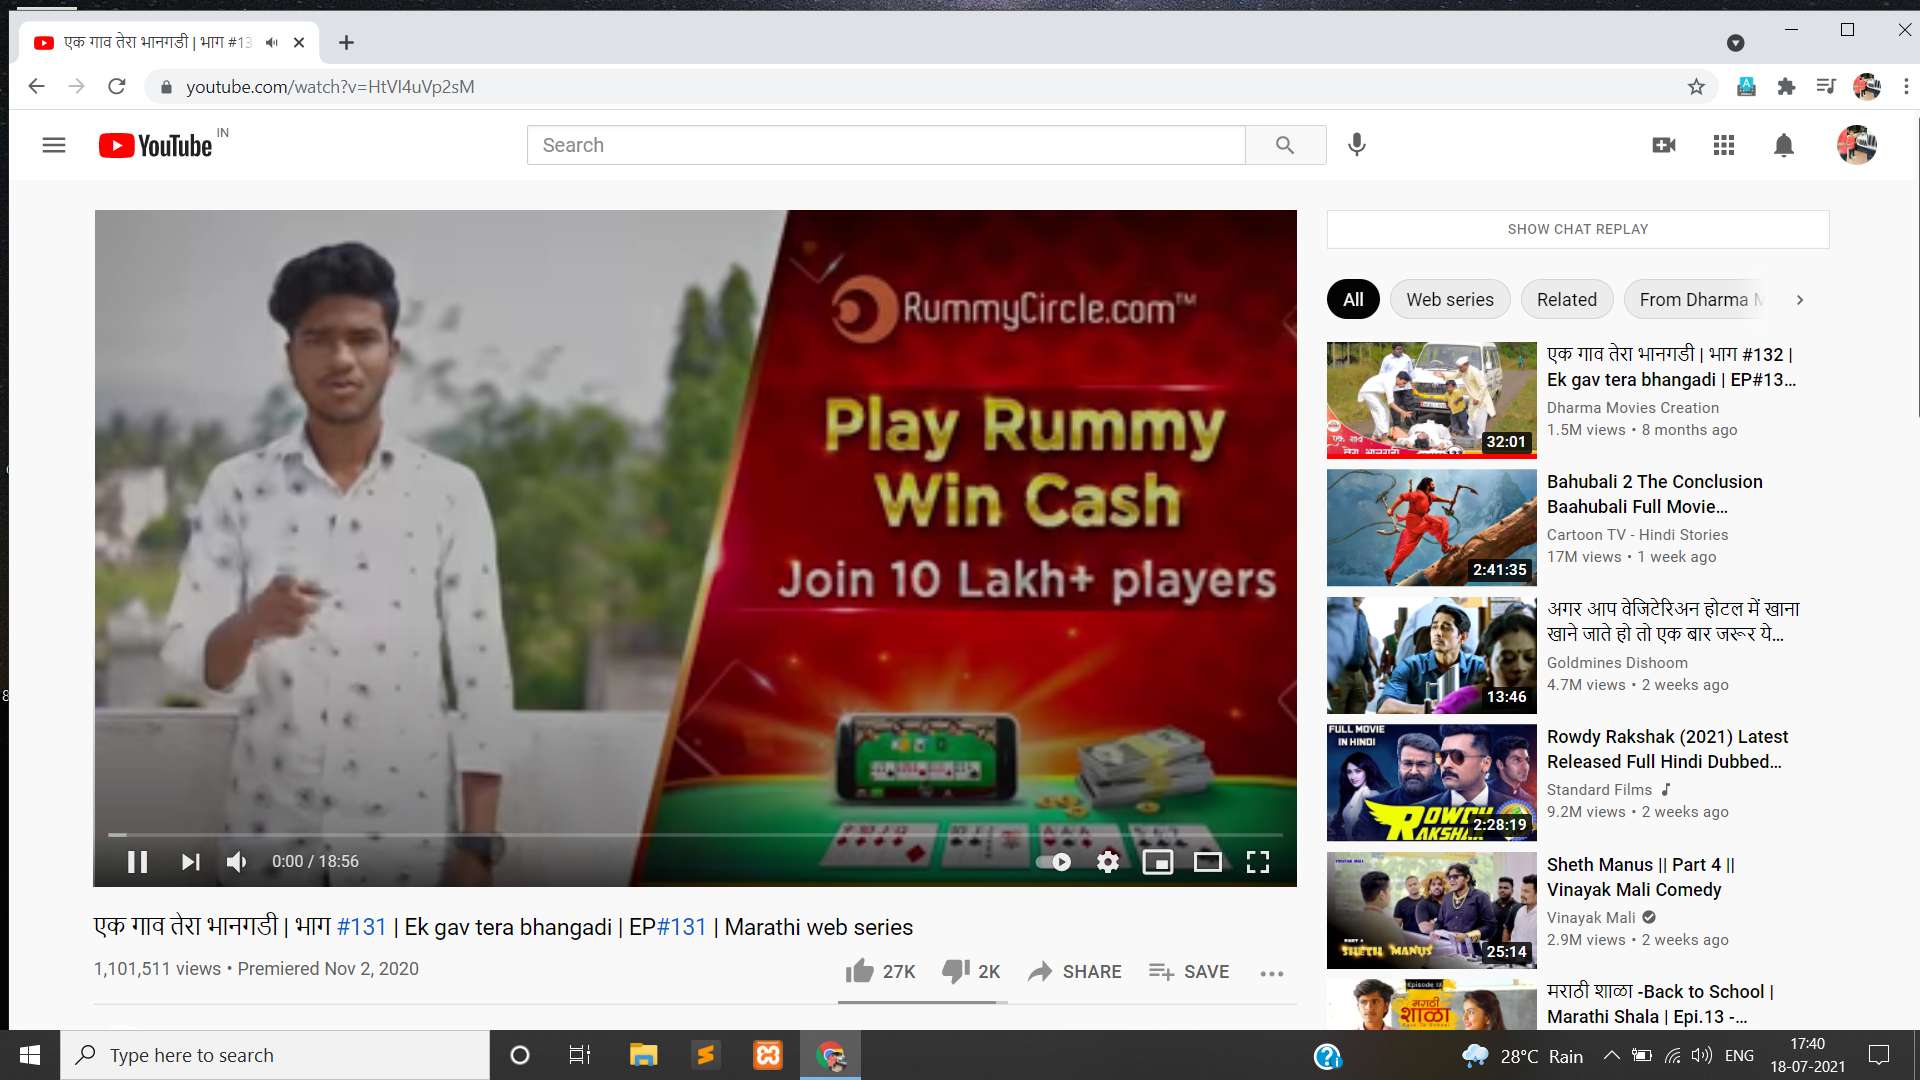 एक गाव तेरा भानगडी | भाग #13
youtube.com/watch?v=HtVI4uVp2sM
YouTube IN
Search
RummyCircle.com™
Play Rummy
Win Cash
Join 10 Lakh+ players
0:00 / 18:56
एक गाव तेरा भानगडी | भाग #131 | Ek gav tera bhangadi | EP#131 | Marathi web series
1,101,511 views • Premiered Nov 2, 2020
27K 2K SHARE SAVE
SHOW CHAT REPLAY
All Web series Related From Dharma M
32:01
एक गाव तेरा भानगडी | भाग #132 |
Ek gav tera bhangadi | EP#13...
Dharma Movies Creation
1.5M views • 8 months ago
2:41:35
Bahubali 2 The Conclusion
Baahubali Full Movie...
Cartoon TV - Hindi Stories
17M views • 1 week ago
13:46
अगर आप वेजिटेरिअन होटल में खाना
खाने जाते हो तो एक बार जरूर ये...
Goldmines Dishoom
4.7M views • 2 weeks ago
FULL MOVIE
IN HINDI
ROWDY
2:28:19
Rowdy Rakshak (2021) Latest
Released Full Hindi Dubbed...
Standard Films
9.2M views • 2 weeks ago
VINAYAK MALI
PART 4
SHETH MANUS
25:14
Sheth Manus || Part 4 ||
Vinayak Mali Comedy
Vinayak Mali
2.9M views • 2 weeks ago
मराठी
शाळा
मराठी शाळा -Back to School |
Marathi Shala | Epi.13 -...
Type here to search
28°C Rain
ENG
17:40
18-07-2021